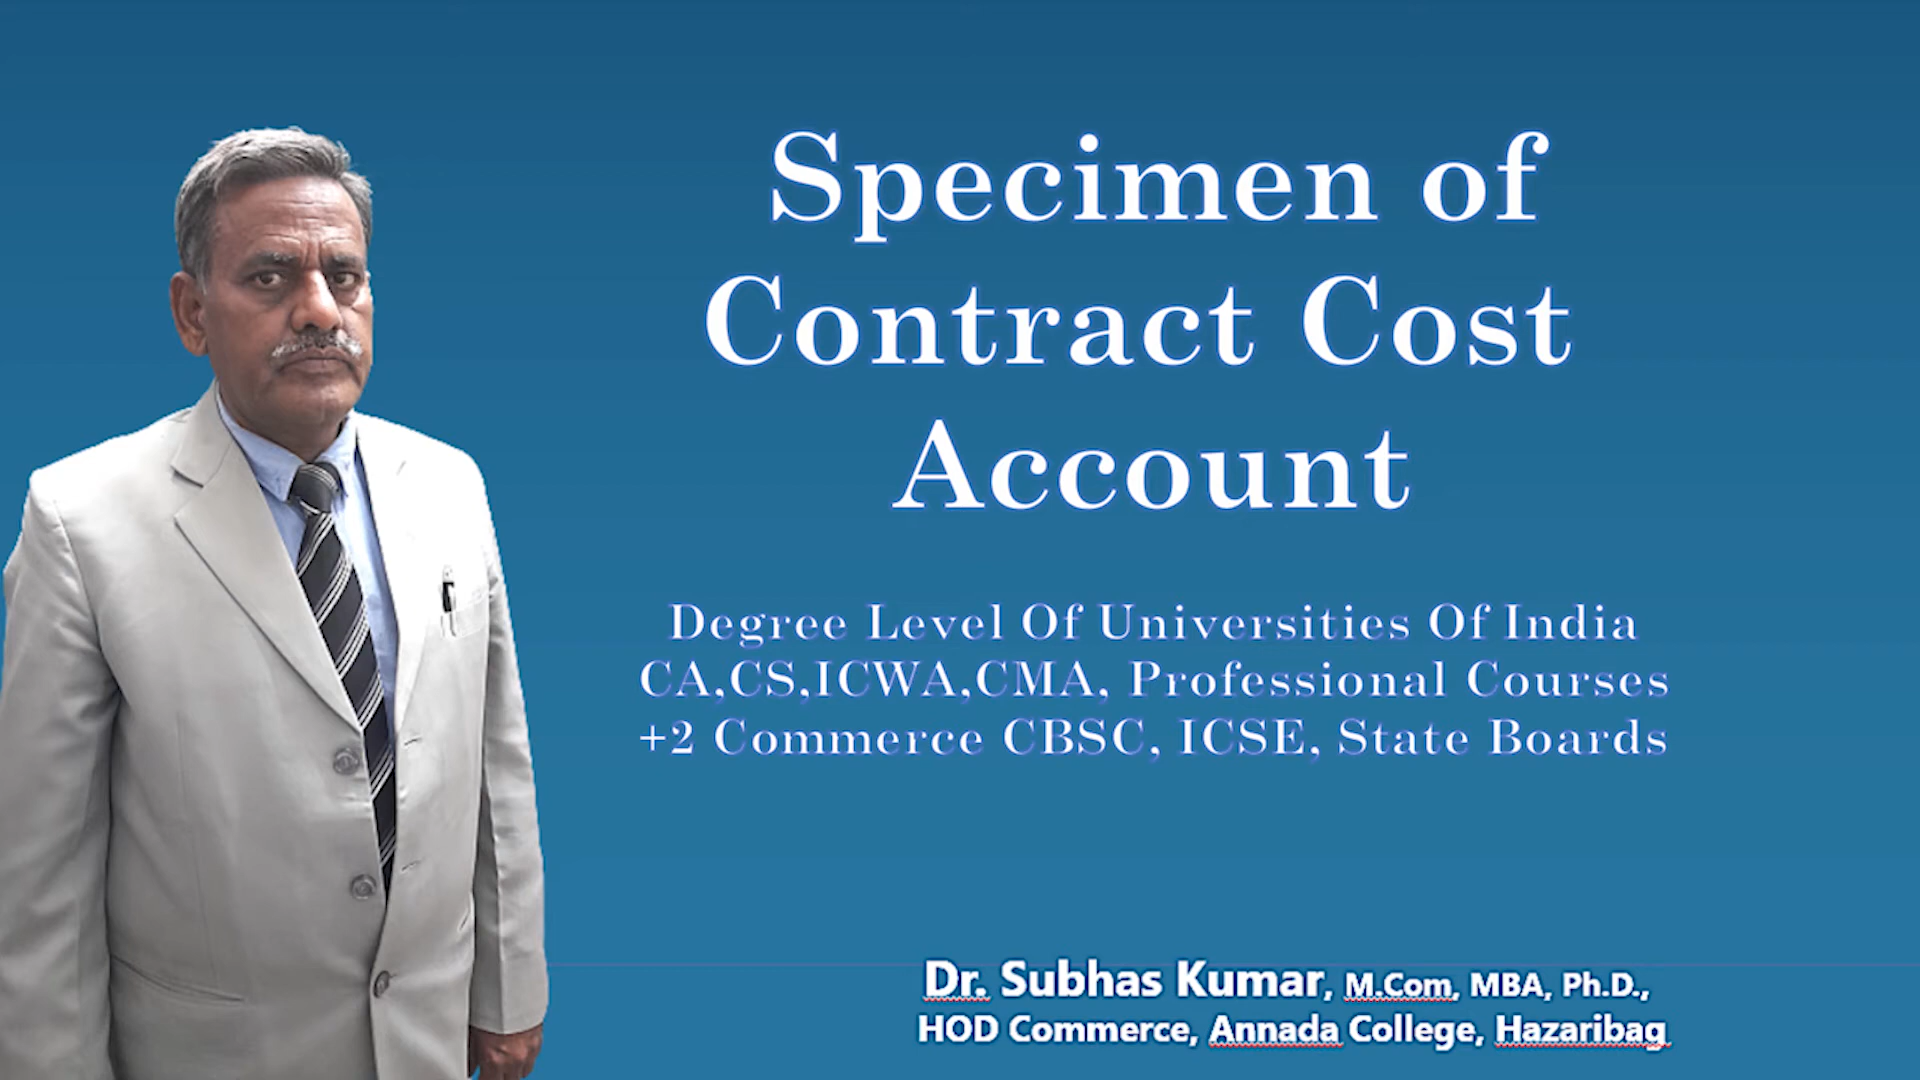 Specimen of
Contract Cost
Account
Degree Level Of Universities Of India
CA,CS,ICWA,CMA, Professional Courses
+2 Commerce CBSC, ICSE, State Boards
Dr. Subhas Kumar, M.Com, MBA, Ph.D.,
HOD Commerce, Annada College, Hazaribag